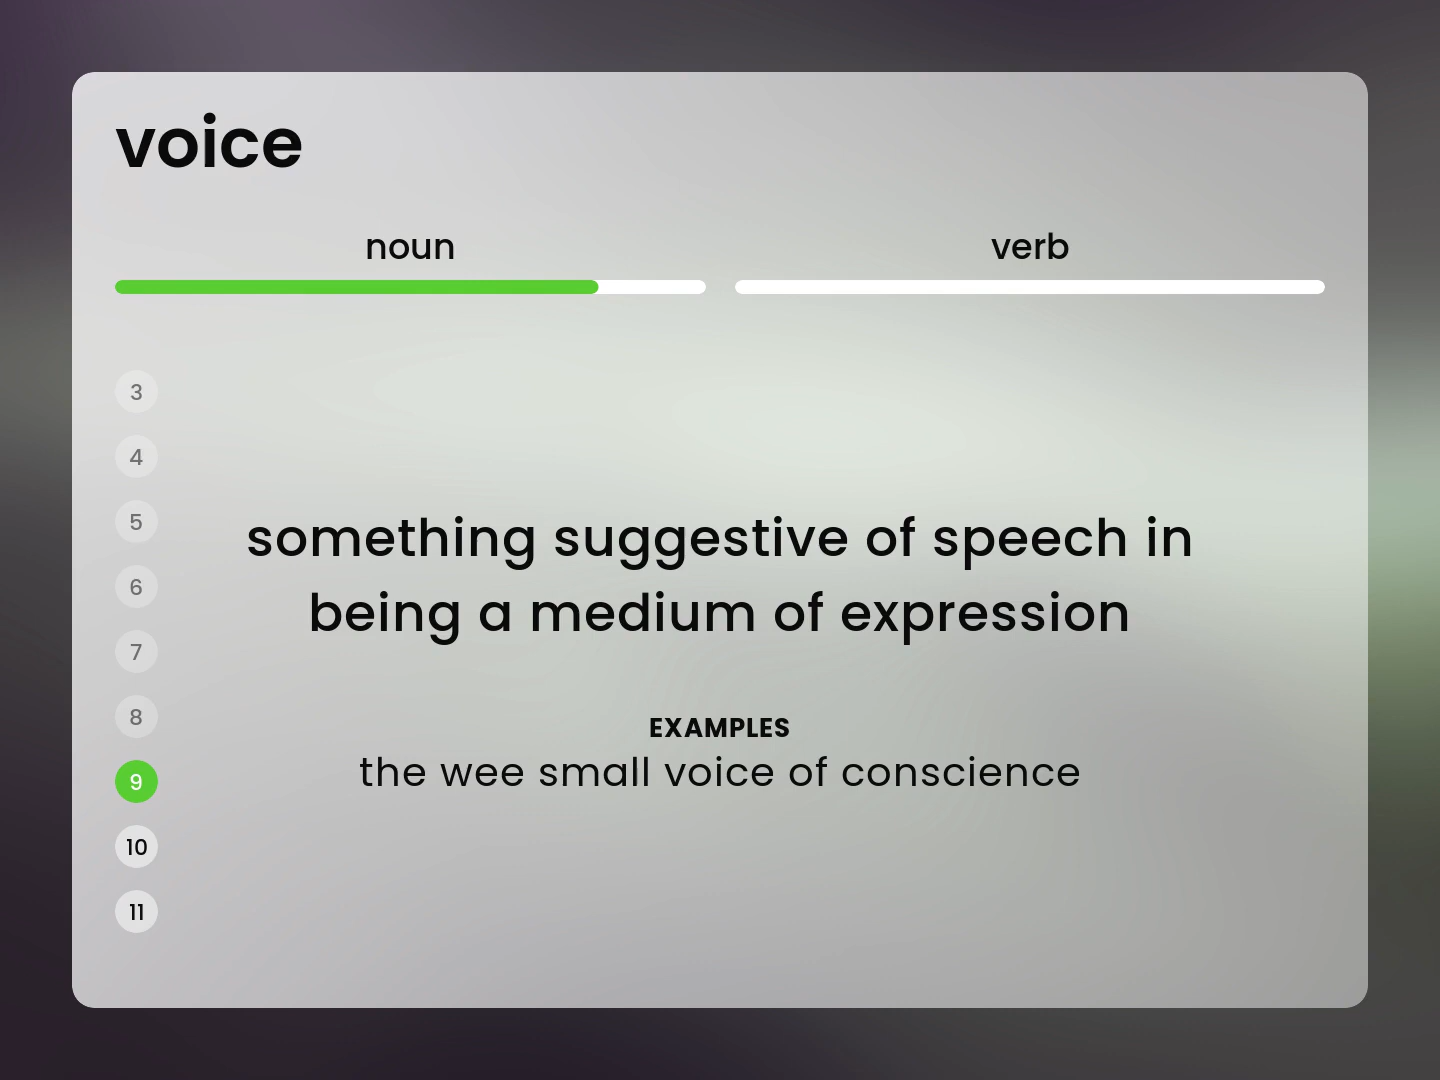 voice
noun
verb
3
4
5
6
7
8
9
10
11
something suggestive of speech in
being a medium of expression
EXAMPLES
the wee small voice of conscience